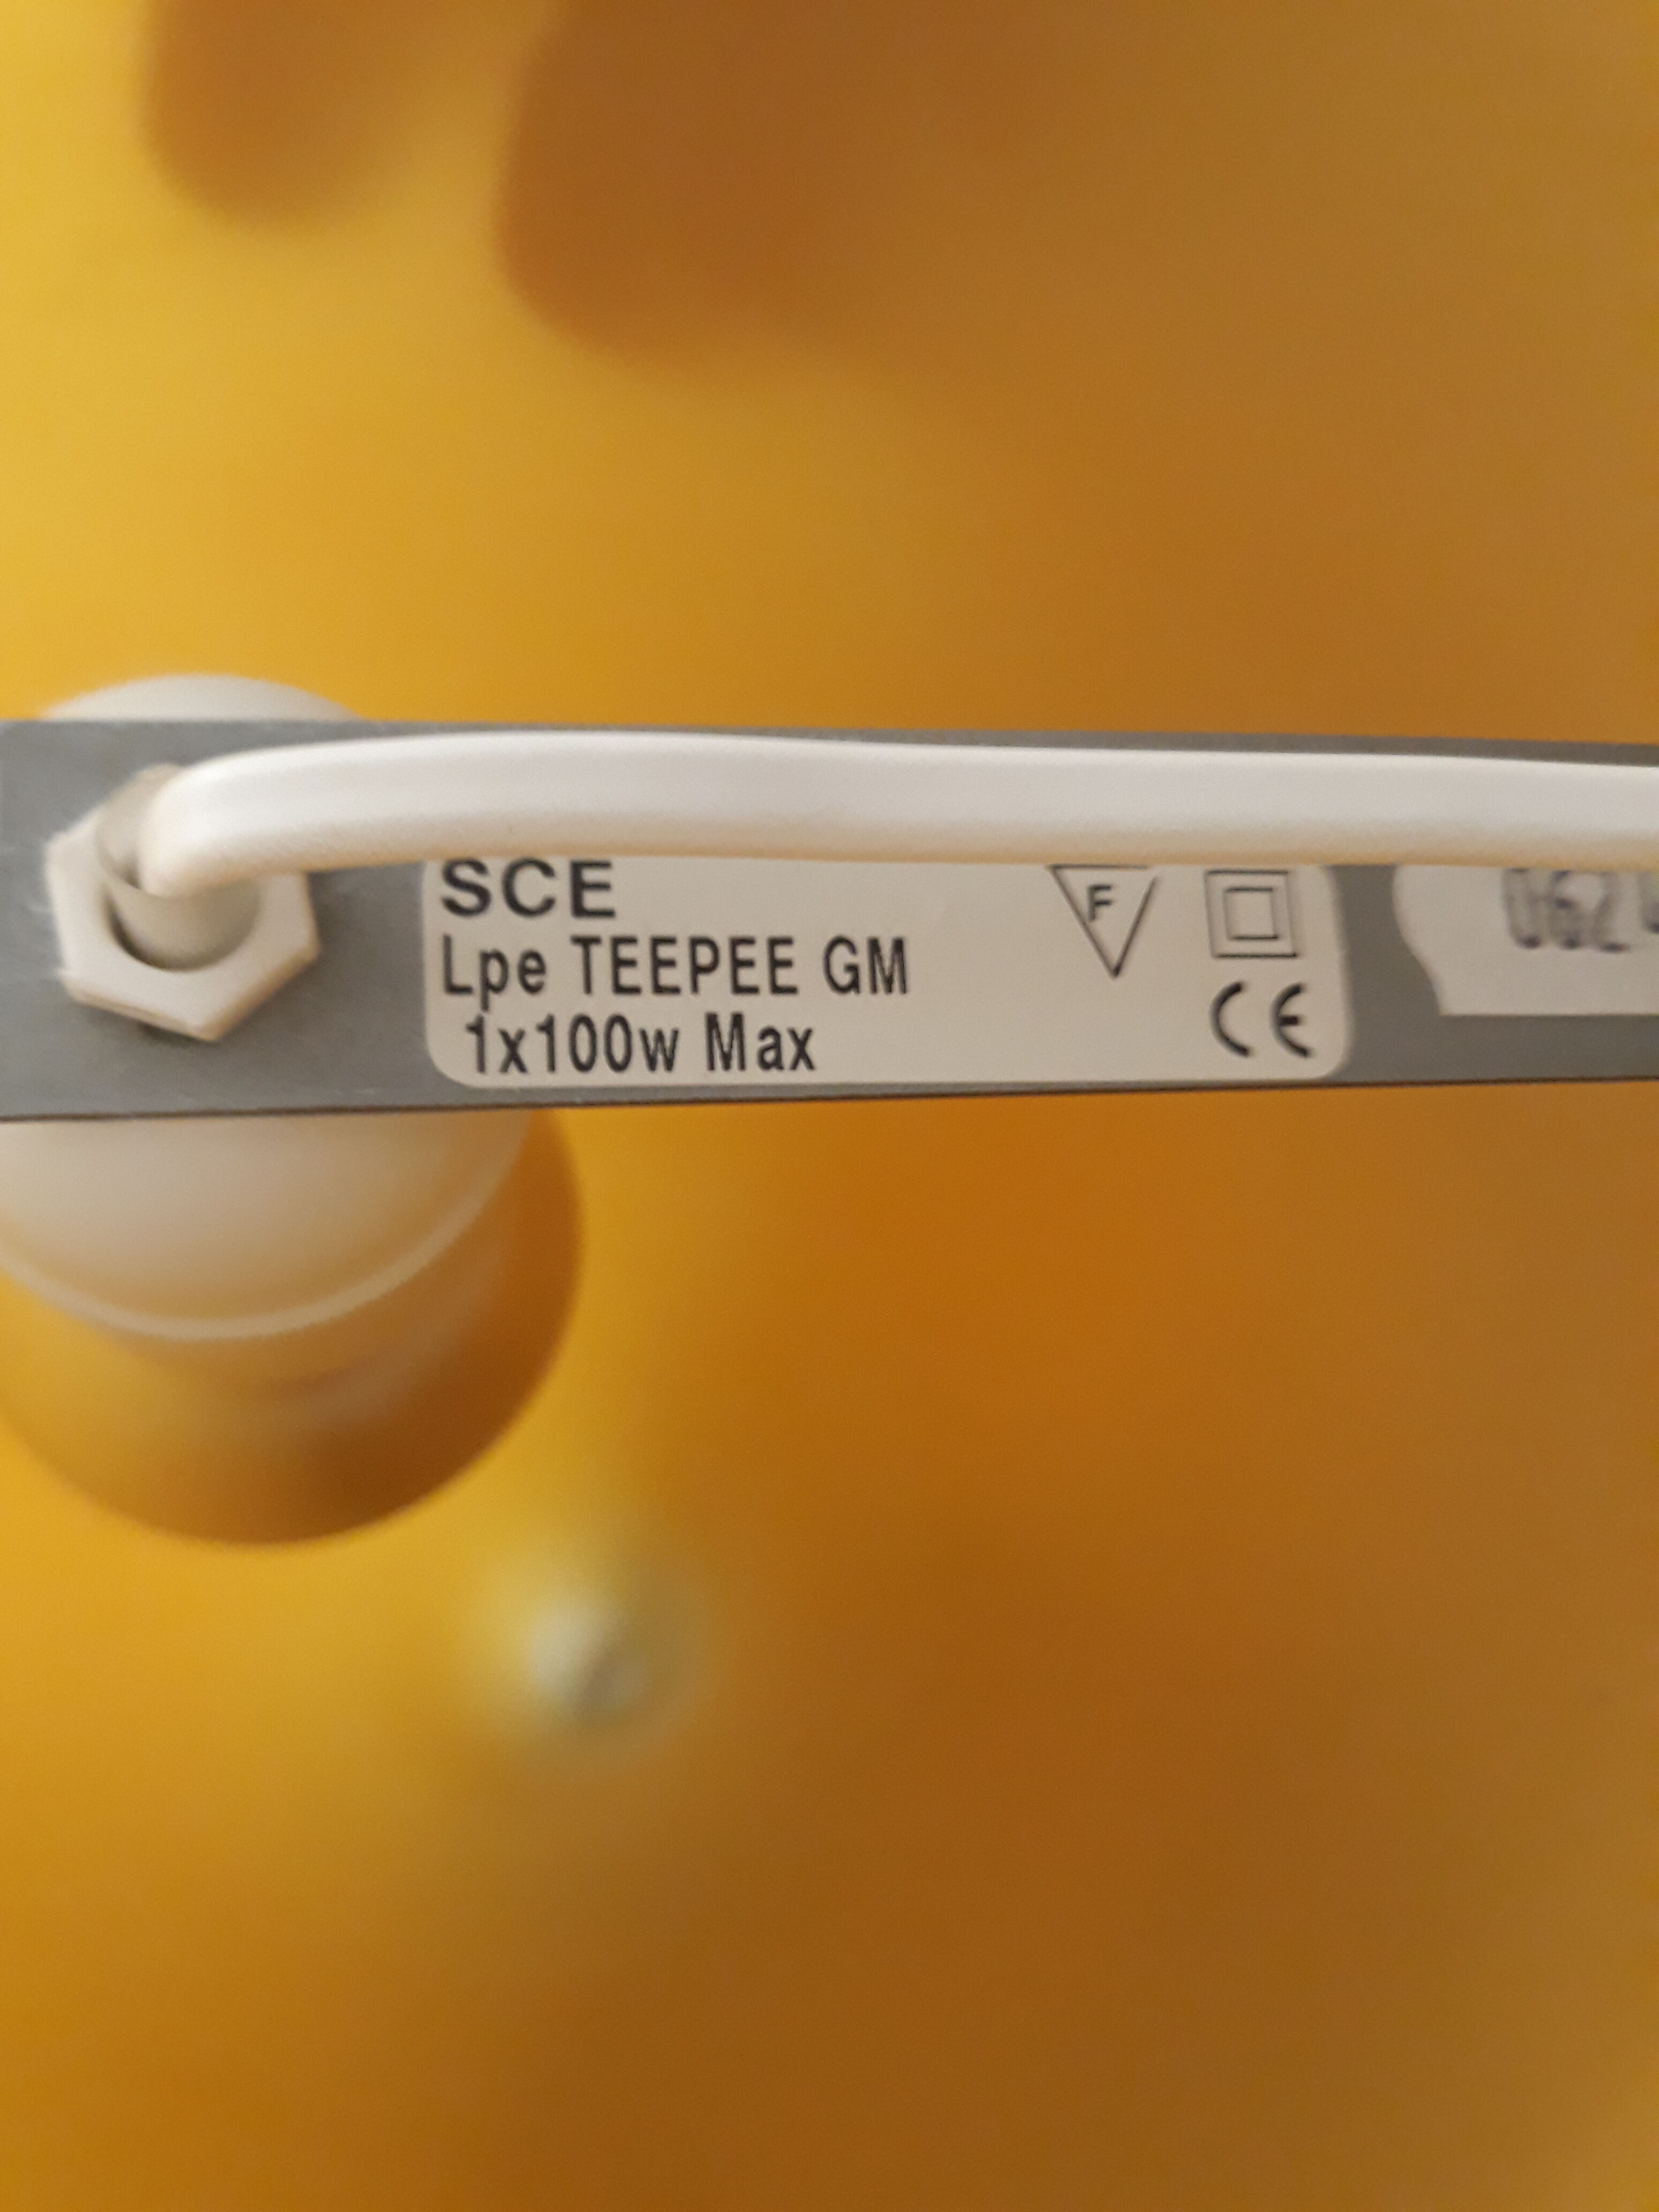 SCE
Lpe TEEPEE GM
1x100w Max
F
CE